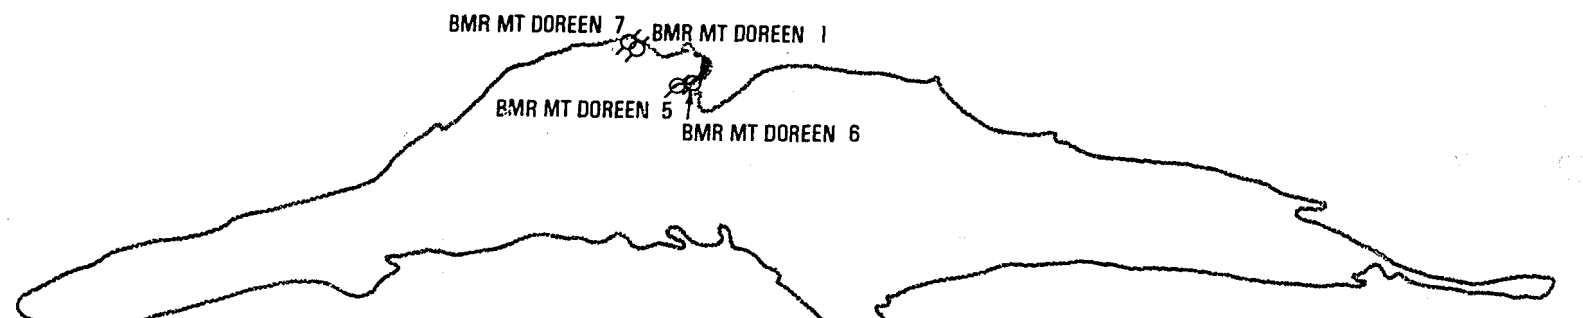 BMR MT DOREEN 7
BMR MT DOREEN 1
BMR MT DOREEN 5
BMR MT DOREEN 6